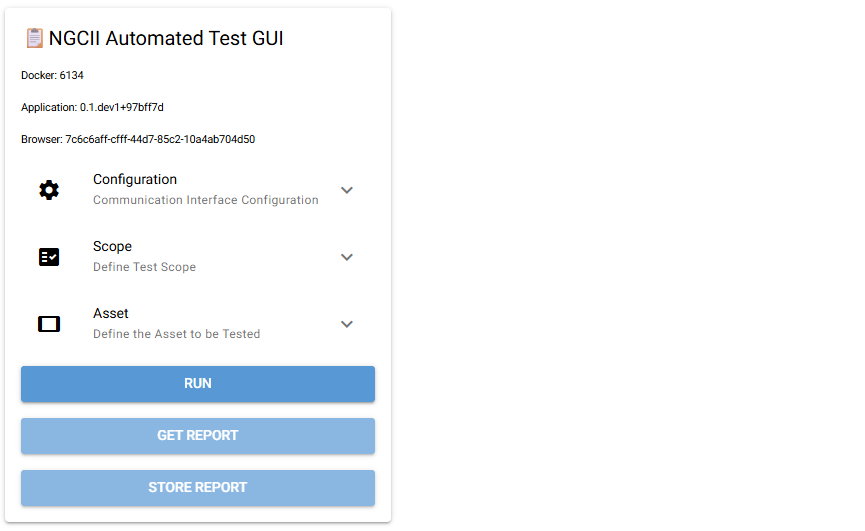 NGCII Automated Test GUI
Docker: 6134
Application: 0.1.dev1+97bff7d
Browser: 7c6c6aff-cfff-44d7-85c2-10a4ab704d50
Configuration
Communication Interface Configuration
Scope
Define Test Scope
Asset
Define the Asset to be Tested
RUN
GET REPORT
STORE REPORT